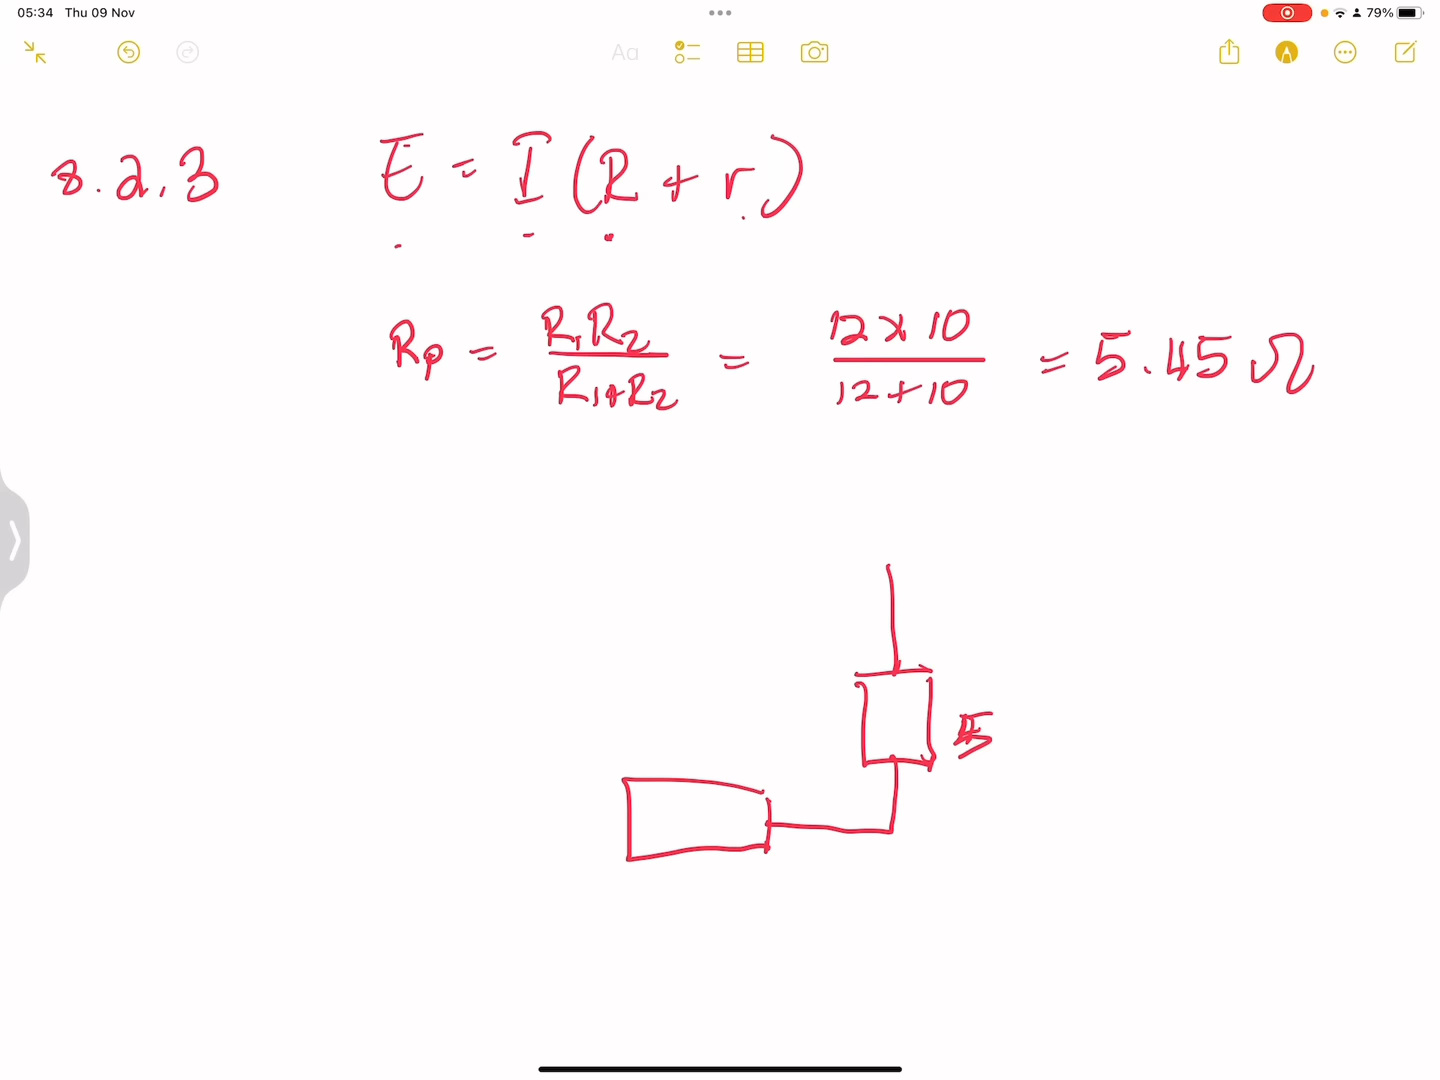 05:34 Thu 09 Nov
79%
Aa
8.2.3 E = I (R + r)
Rp = R1R2 / R1+R2 = 12 x 10 / 12 + 10 = 5.45 Ω